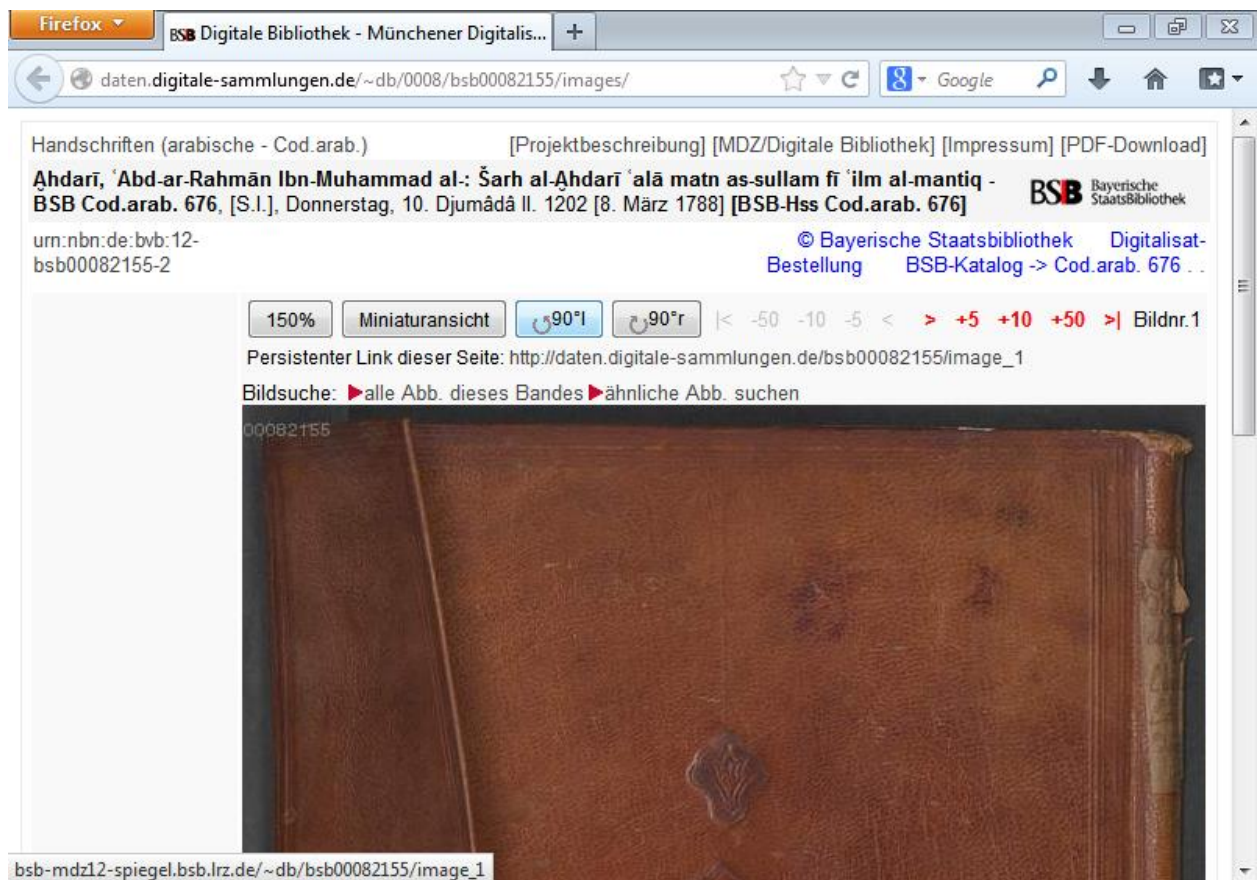 Firefox
BSB Digitale Bibliothek - Münchener Digitalis...
daten.digitale-sammlungen.de/~db/0008/bsb00082155/images/
Google
Handschriften (arabische - Cod.arab.) [Projektbeschreibung] [MDZ/Digitale Bibliothek] [Impressum] [PDF-Download]
Aḫdarī, ʿAbd-ar-Rahmān Ibn-Muhammad al-: Šarh al-Aḫdarī ʿalā matn as-sullam fī ʿilm al-mantiq -
BSB Cod.arab. 676, [S.l.], Donnerstag, 10. Djumâdâ II. 1202 [8. März 1788] [BSB-Hss Cod.arab. 676]
BSB Bayerische
StaatsBibliothek
urn:nbn:de:bvb:12-
bsb00082155-2
© Bayerische Staatsbibliothek Digitalisat-
Bestellung BSB-Katalog -> Cod.arab. 676 . .
150% Miniaturansicht 90°l 90°r |< -50 -10 -5 < > +5 +10 +50 >| Bildnr.1
Persistenter Link dieser Seite: http://daten.digitale-sammlungen.de/bsb00082155/image_1
Bildsuche: alle Abb. dieses Bandes ähnliche Abb. suchen
00082155
bsb-mdz12-spiegel.bsb.lrz.de/~db/bsb00082155/image_1